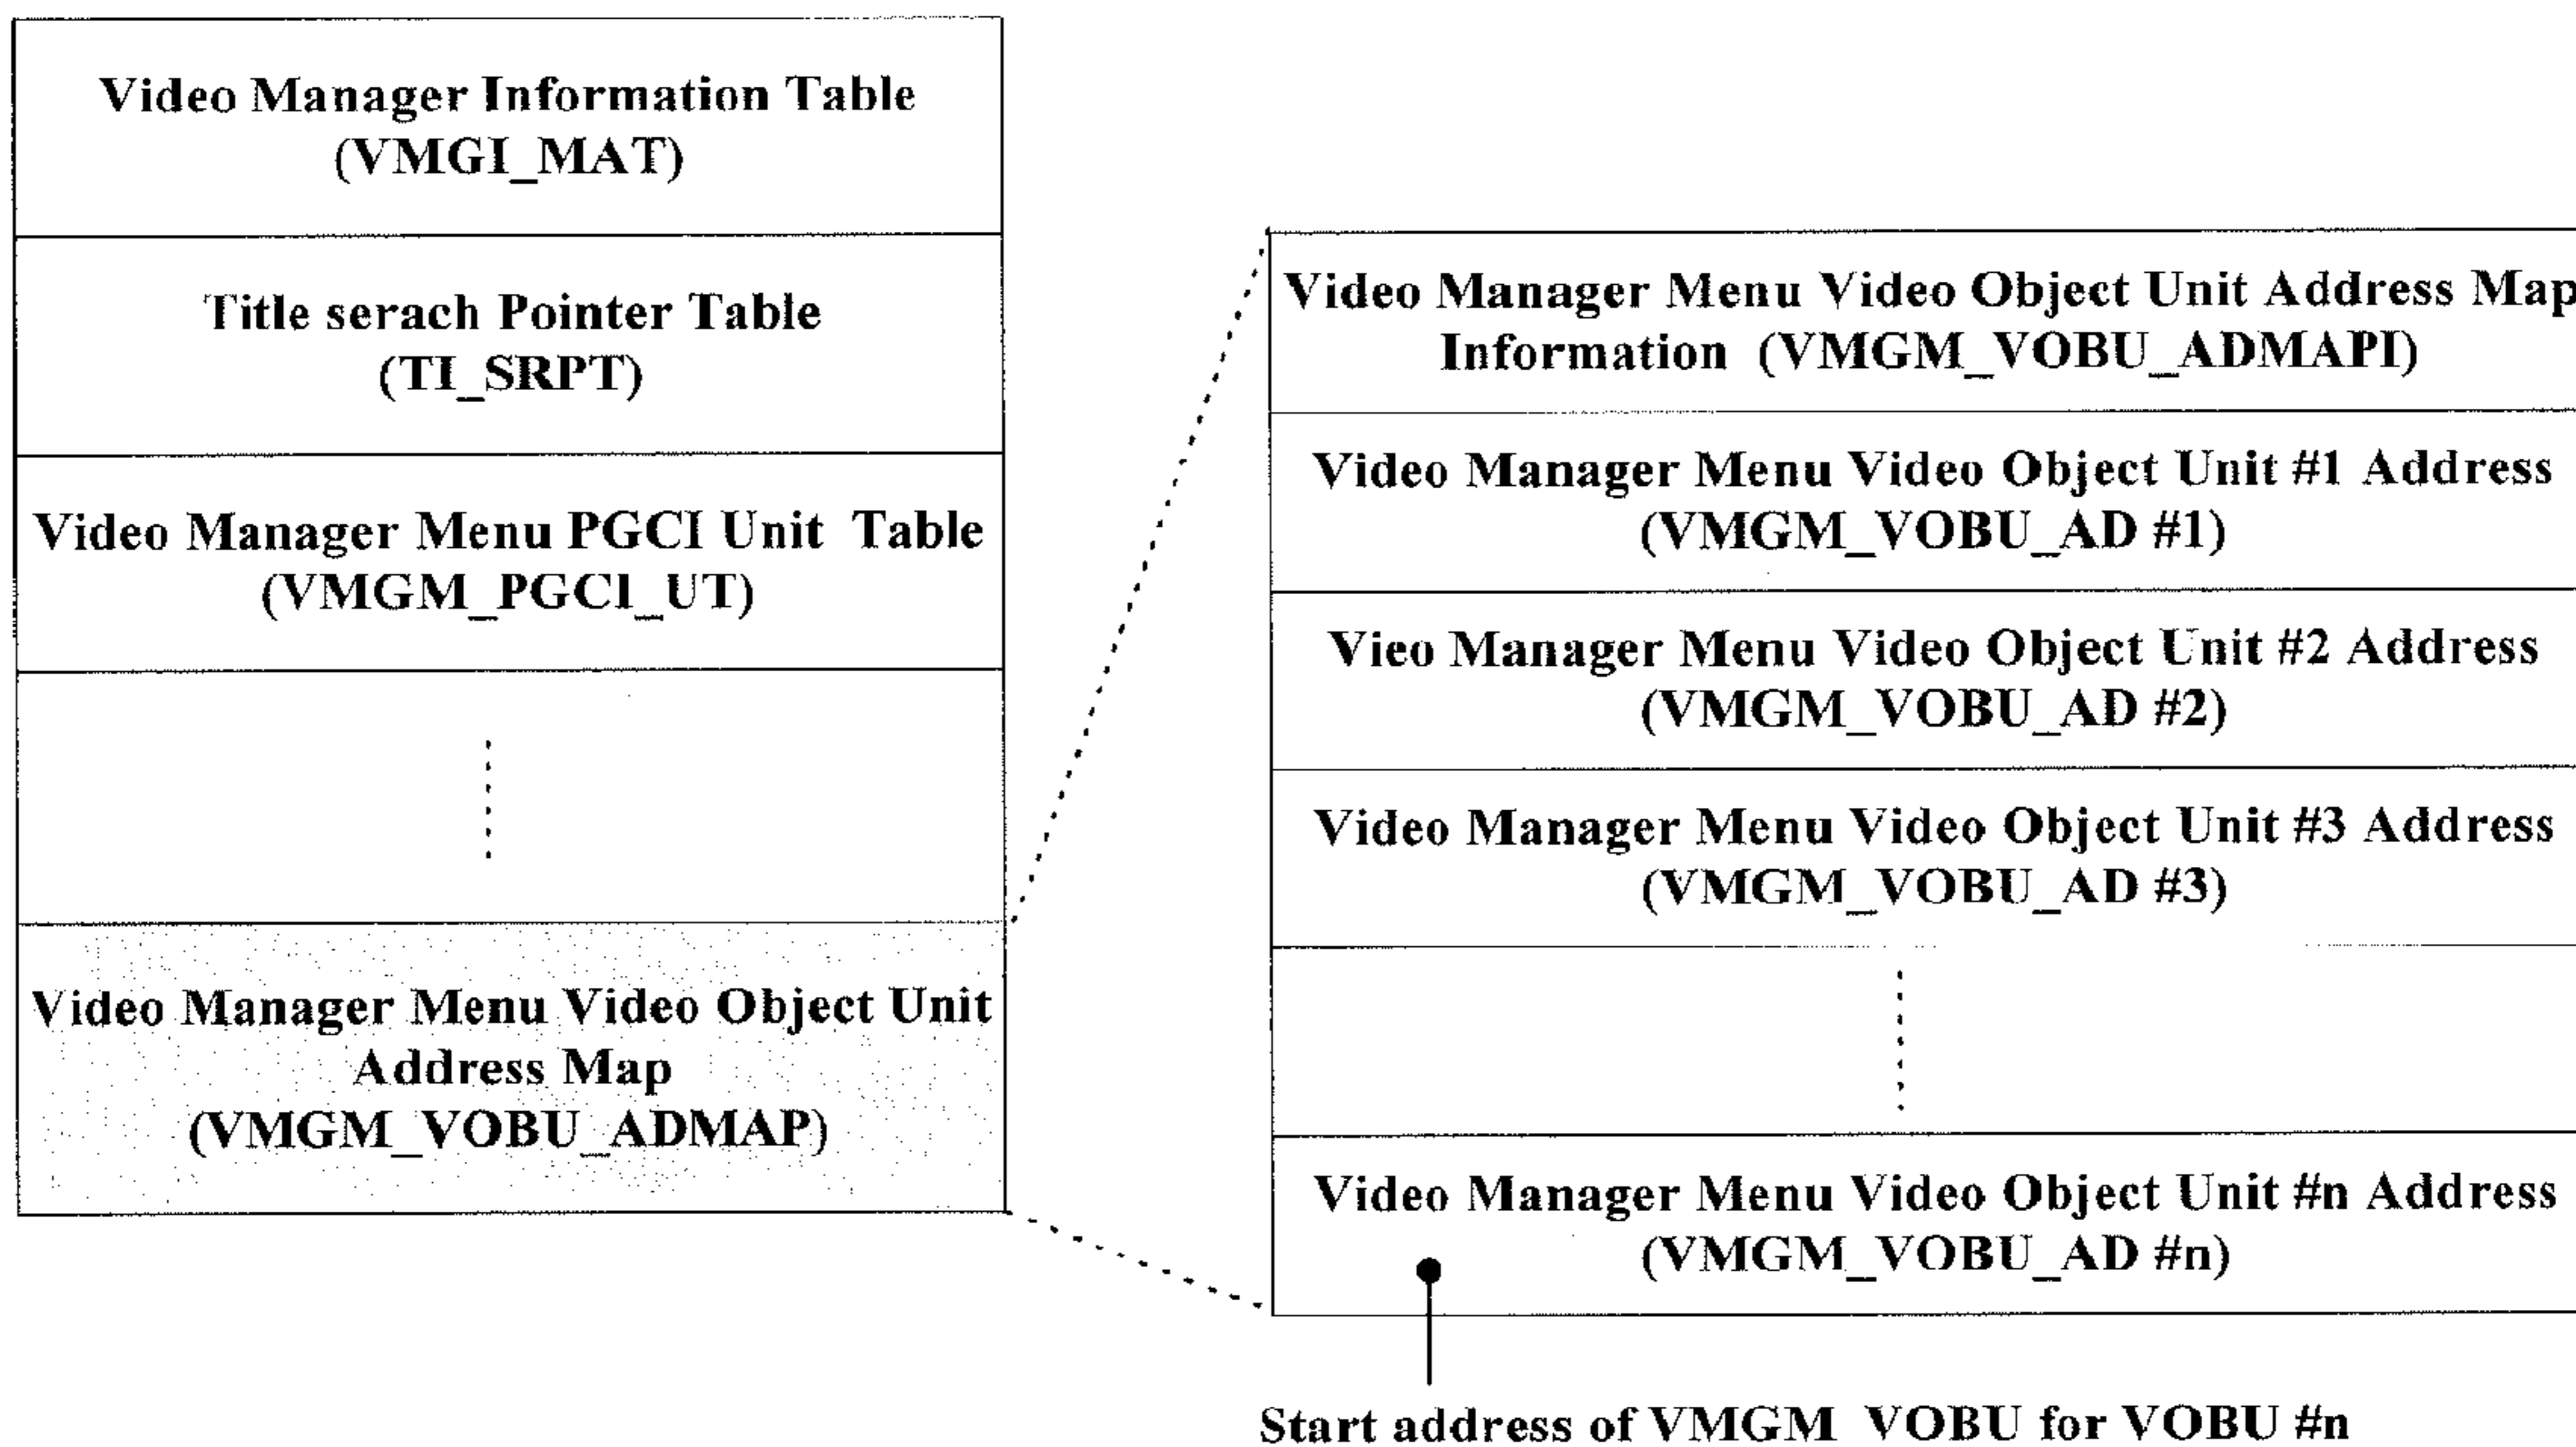 Video Manager Information Table
(VMGI_MAT)
Title serach Pointer Table
(TI_SRPT)
Video Manager Menu PGCI Unit Table
(VMGM_PGCI_UT)
Video Manager Menu Video Object Unit
Address Map
(VMGM_VOBU_ADMAP)
Video Manager Menu Video Object Unit Address Map
Information (VMGM_VOBU_ADMAPI)
Video Manager Menu Video Object Unit #1 Address
(VMGM_VOBU_AD #1)
Vieo Manager Menu Video Object Unit #2 Address
(VMGM_VOBU_AD #2)
Video Manager Menu Video Object Unit #3 Address
(VMGM_VOBU_AD #3)
Video Manager Menu Video Object Unit #n Address
(VMGM_VOBU_AD #n)
Start address of VMGM_VOBU for VOBU #n